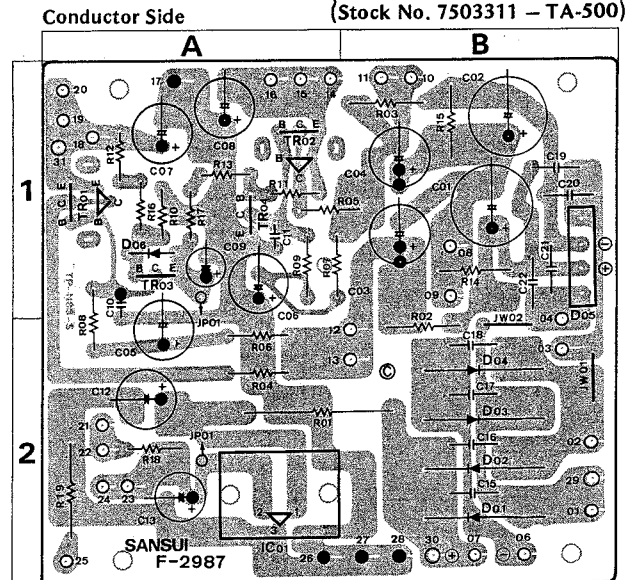 Conductor Side
(Stock No. 7503311 – TA-500)
A
B
20
17
16
15
14
11
10
C02
19
18
31
R12
C07
C08
B C E
TR02
R03
R15
R13
B
C
C04
C19
1
B C E
TR01
E
B
C
R16
R10
R17
R11
TR04
E C B
C11
R05
C01
C20
D06
B C E
TR03
C09
R09
R07
C03
08
R14
C21
C22
D05
C10
R08
JP01
C06
09
R02
JW02
04
C05
R06
12
C18
03
R04
13
©
D04
JW01
C12
C17
R01
D03
2
21
22
JP01
R18
C16
02
D02
R19
24
23
C15
29
C13
2 1
3
D01
01
SANSUI
F-2987
IC01
25
26
27
28
30
07
06